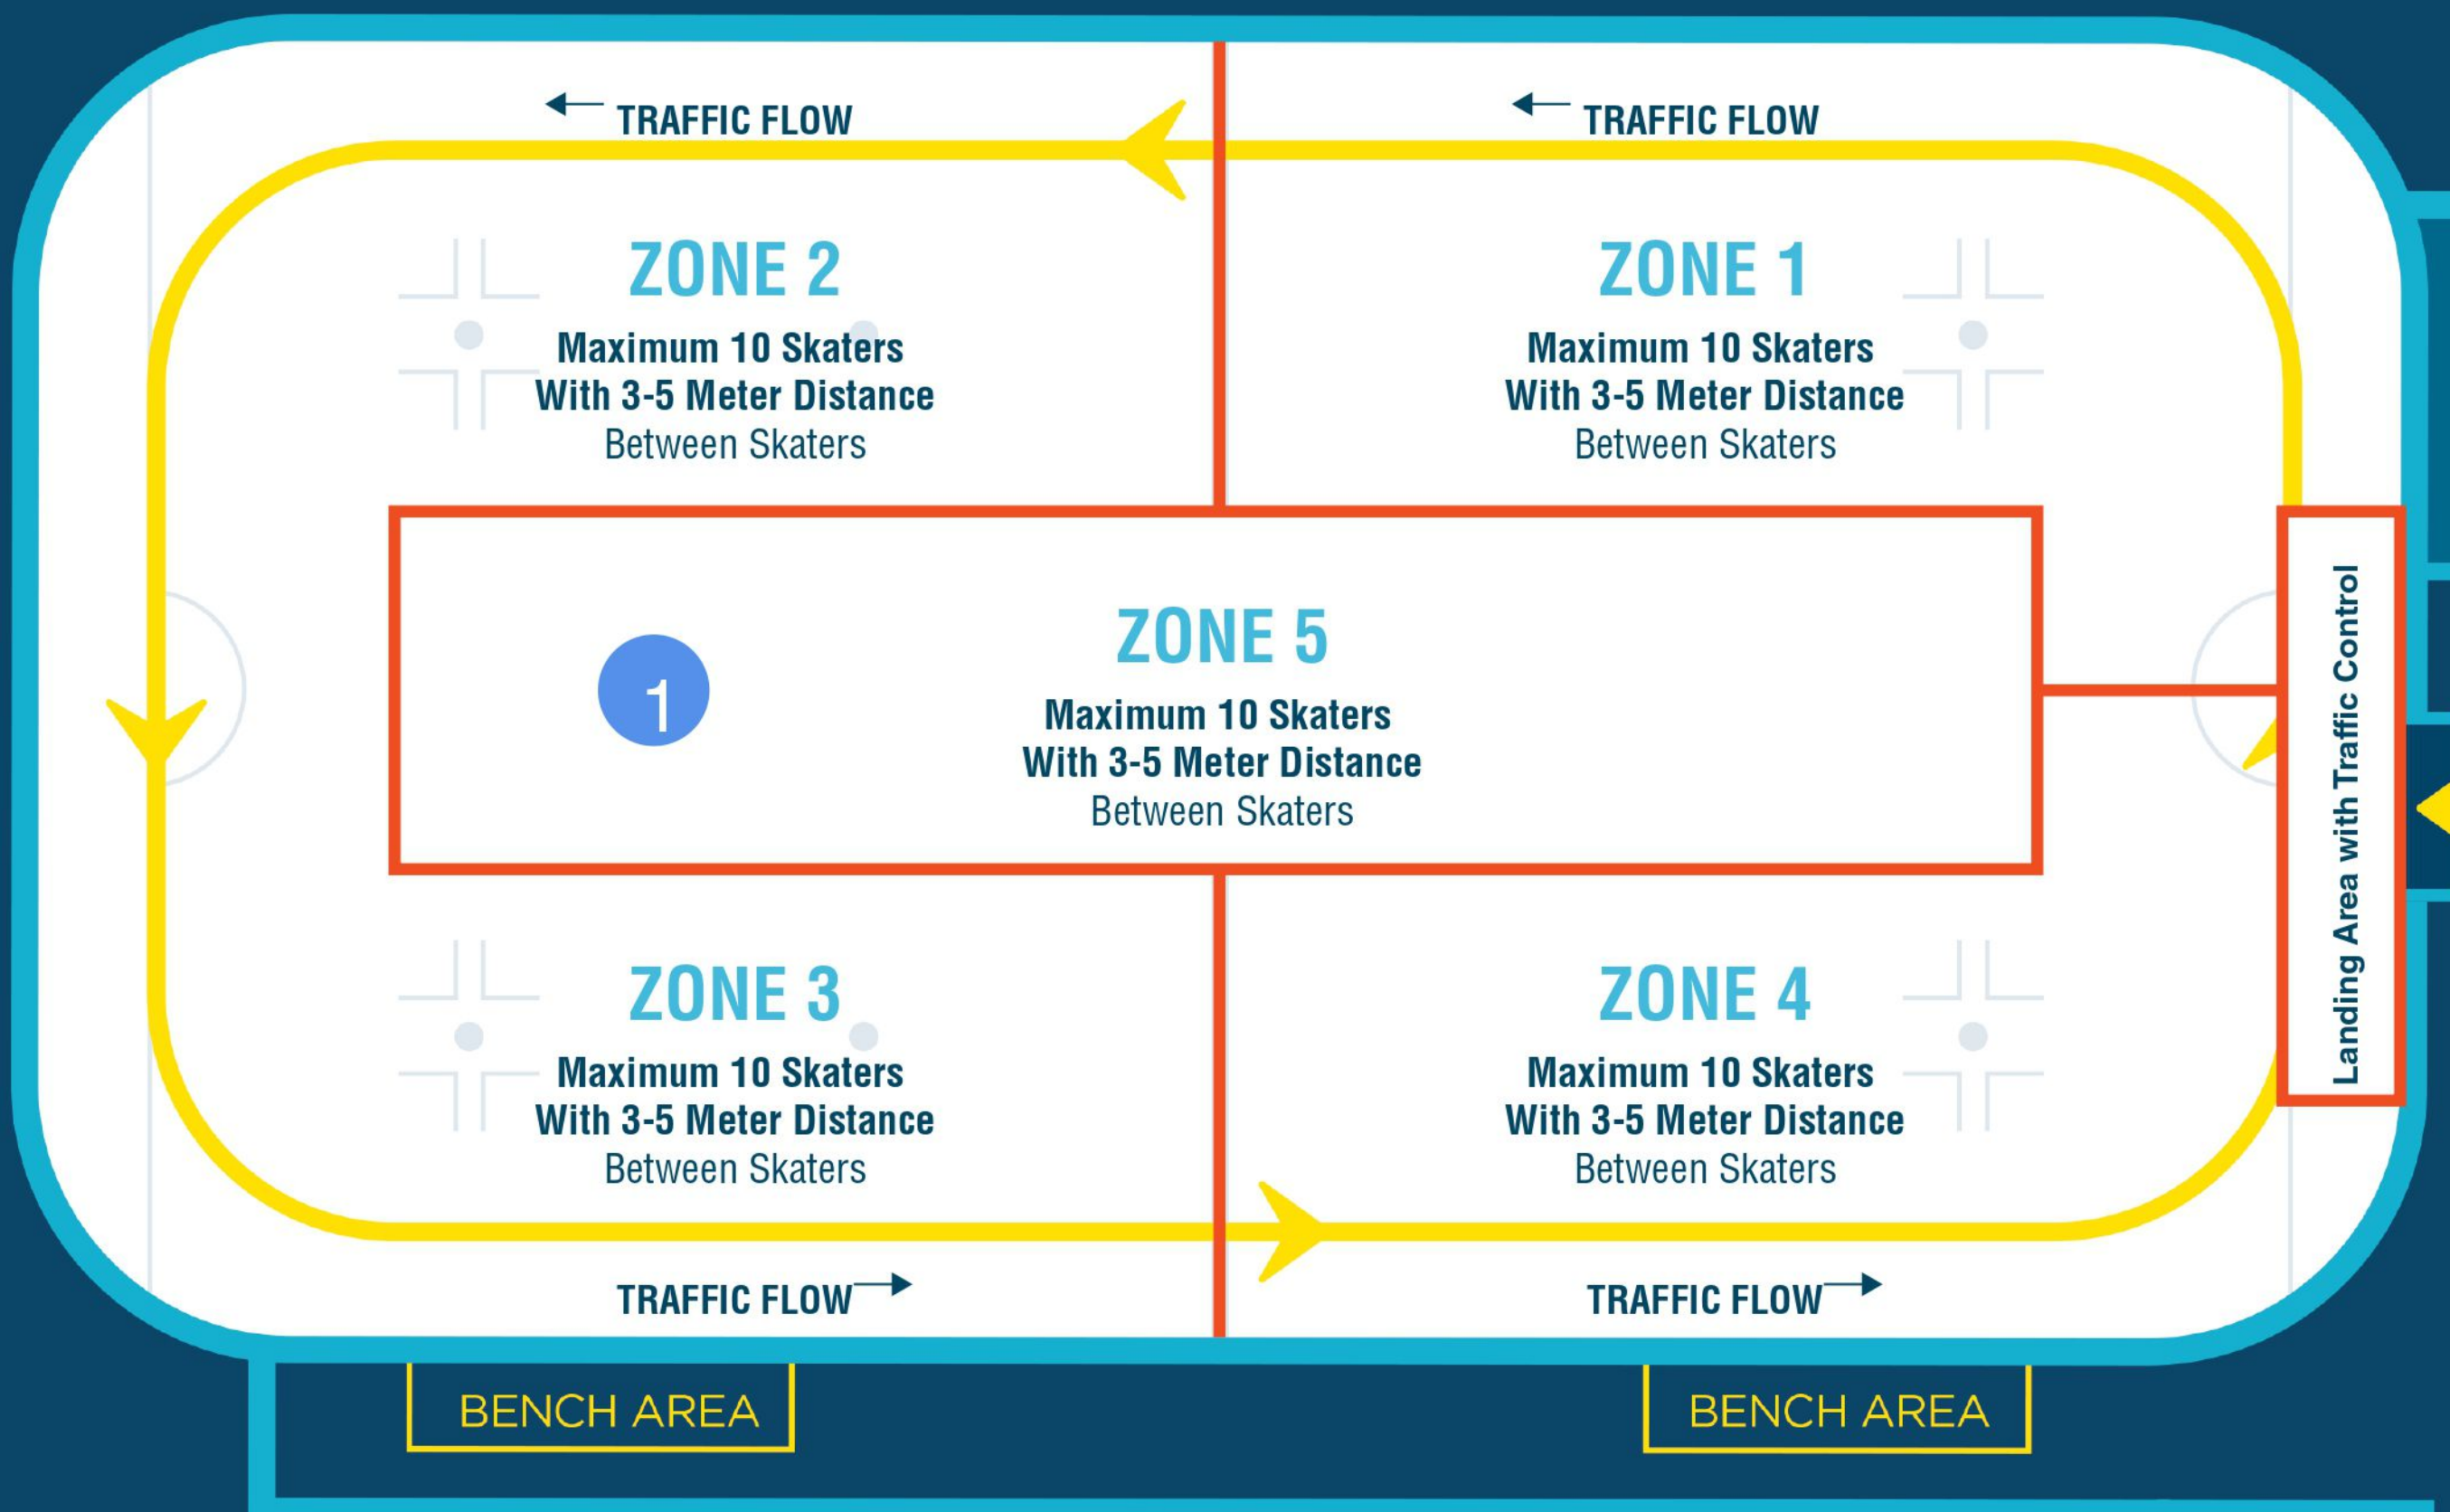 TRAFFIC FLOW
TRAFFIC FLOW
ZONE 2
Maximum 10 Skaters
With 3-5 Meter Distance
Between Skaters
ZONE 1
Maximum 10 Skaters
With 3-5 Meter Distance
Between Skaters
1
ZONE 5
Maximum 10 Skaters
With 3-5 Meter Distance
Between Skaters
Landing Area with Traffic Control
ZONE 3
Maximum 10 Skaters
With 3-5 Meter Distance
Between Skaters
ZONE 4
Maximum 10 Skaters
With 3-5 Meter Distance
Between Skaters
TRAFFIC FLOW
TRAFFIC FLOW
BENCH AREA
BENCH AREA